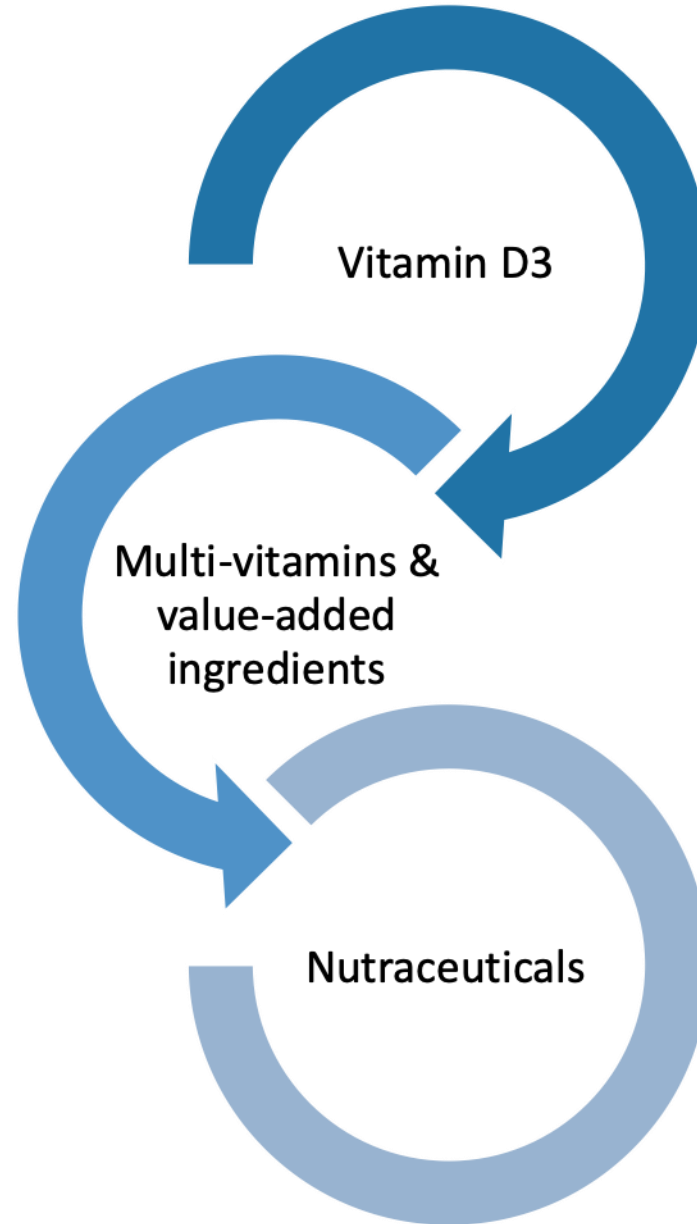 Vitamin D3
Multi-vitamins &
value-added
ingredients
Nutraceuticals